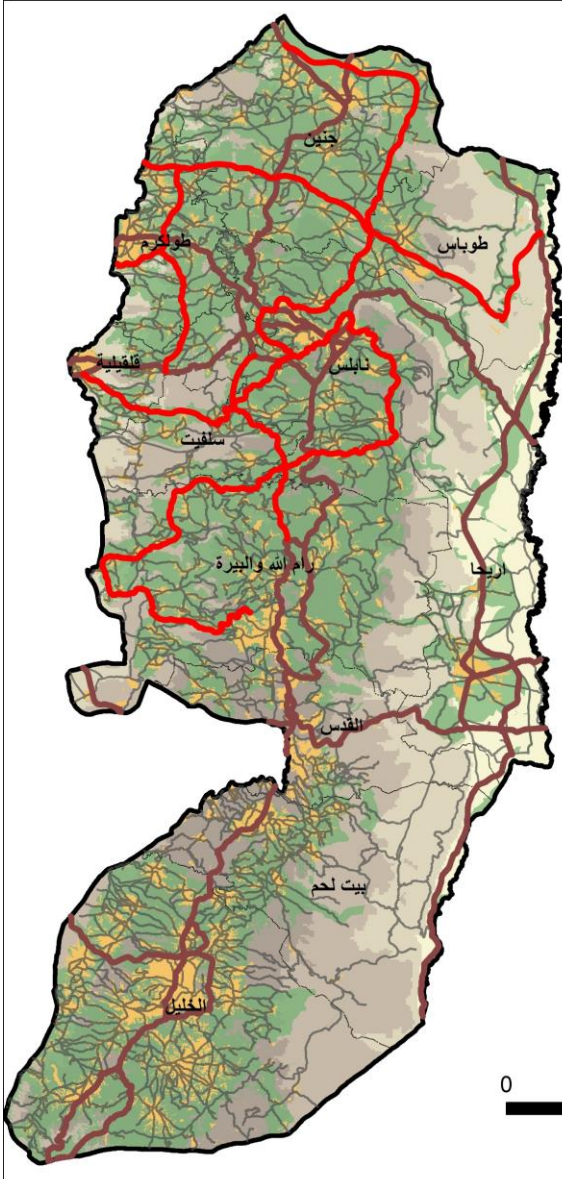 جنين
طوباس
طولكرم
نابلس
قلقيلية
سلفيت
رام الله والبيرة
اريحا
القدس
بيت لحم
الخليل
0